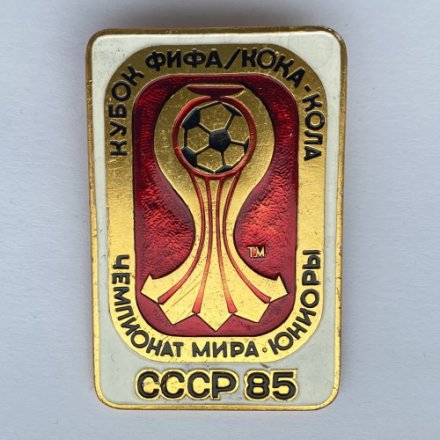 КУБОК ФИФА/КОКА-КОЛА
TM
ЧЕМПИОНАТ МИРА·ЮНИОРЫ
СССР 85